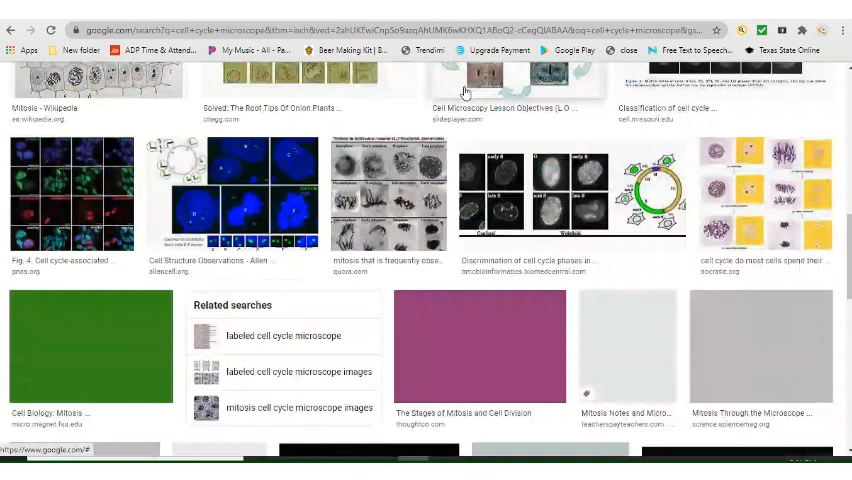 google.com/search?q=cell+cycle+microscope&tbm=isch&ved=2ahUKEwiCnpSo9azqAhUMK6wKHXS1ABoQ2-cCegQIABAA&oq=cell+cycle+microscope&gs...
Apps New folder ADP Time & Attend... My Music - All - Pa... Beer Making Kit | B... Trendimi Upgrade Payment Google Play close Free Text to Speech... Texas State Online
Mitosis - Wikipedia
en.wikipedia.org
Solved: The Root Tips Of Onion Plants ...
chegg.com
Cell Microscopy Lesson Objectives (L.O ...
slideplayer.com
Classification of cell cycle ...
cell.missouri.edu
Fig. 4. Cell cycle-associated ...
pnas.org
Cell Structure Observations - Allen ...
allencell.org
mitosis that is frequently obse...
quora.com
Discrimination of cell cycle phases in ...
bmcbioinformatics.biomedcentral.com
cell cycle do most cells spend their ...
socratic.org
Related searches
labeled cell cycle microscope
labeled cell cycle microscope images
mitosis cell cycle microscope images
Cell Biology: Mitosis ...
micro.magnet.fsu.edu
The Stages of Mitosis and Cell Division
thoughtco.com
Mitosis Notes and Micro...
teacherspayteachers.com
Mitosis Through the Microscope ...
science.sciencemag.org
https://www.google.com/#